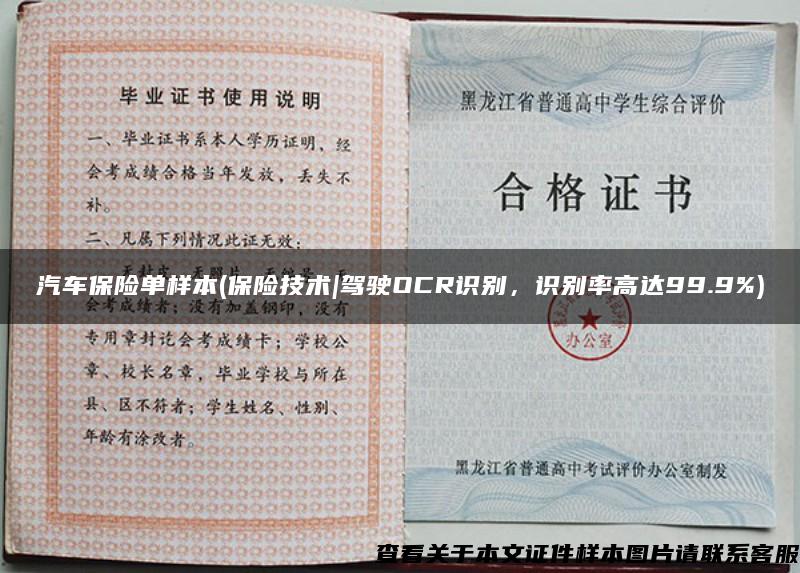 毕业证书使用说明
一、毕业证书系本人学历证明，经
会考成绩合格当年发放，丢失不
补。
二、凡属下列情况此证无效：
汽车保险单样本(保险技术|驾驶OCR识别，识别率高达99.9%)
续者；没有加盖钢印，没有
专用章封讫会考成绩卡；学校公
章、校长名章，毕业学校与所在
县、区不符者；学生姓名、性别、
年龄有涂改者。
黑龙江省普通高中学生综合评价
合格证书
办公室
黑龙江省普通高中考试评价办公室制发
查看关于本文证件样本图片请联系客服